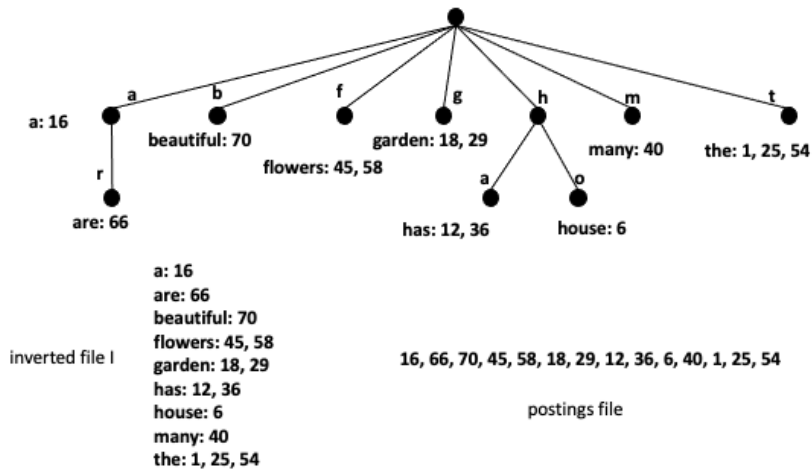 a b f g h m t
a: 16
beautiful: 70
flowers: 45, 58
garden: 18, 29
many: 40
the: 1, 25, 54
r a o
are: 66
has: 12, 36
house: 6
inverted file I
a: 16
are: 66
beautiful: 70
flowers: 45, 58
garden: 18, 29
has: 12, 36
house: 6
many: 40
the: 1, 25, 54
16, 66, 70, 45, 58, 18, 29, 12, 36, 6, 40, 1, 25, 54
postings file